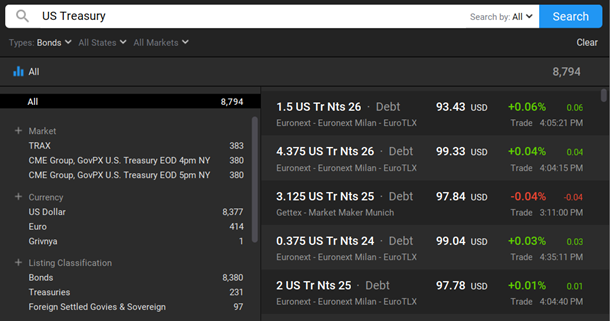 US Treasury
Search by: All
Search
Types: Bonds
All States
All Markets
Clear
All
8,794
All 8,794
Market
TRAX 383
CME Group, GovPX U.S. Treasury EOD 4pm NY 380
CME Group, GovPX U.S. Treasury EOD 5pm NY 380
Currency
US Dollar 8,377
Euro 414
Grivnya 1
Listing Classification
Bonds 8,380
Treasuries 231
Foreign Settled Govies & Sovereign 97
1.5 US Tr Nts 26 · Debt 93.43 USD +0.06% 0.06
Euronext - Euronext Milan - EuroTLX Trade 4:05:21 PM
4.375 US Tr Nts 26 · Debt 99.33 USD +0.04% 0.04
Euronext - Euronext Milan - EuroTLX Trade 4:04:15 PM
3.125 US Tr Nts 25 · Debt 97.84 USD -0.04% -0.04
Gettex - Market Maker Munich Trade 3:11:00 PM
0.375 US Tr Nts 24 · Debt 99.04 USD +0.03% 0.03
Euronext - Euronext Milan - EuroTLX Trade 4:35:11 PM
2 US Tr Nts 25 · Debt 97.78 USD +0.01% 0.01
Euronext - Euronext Milan - EuroTLX Trade 4:04:40 PM